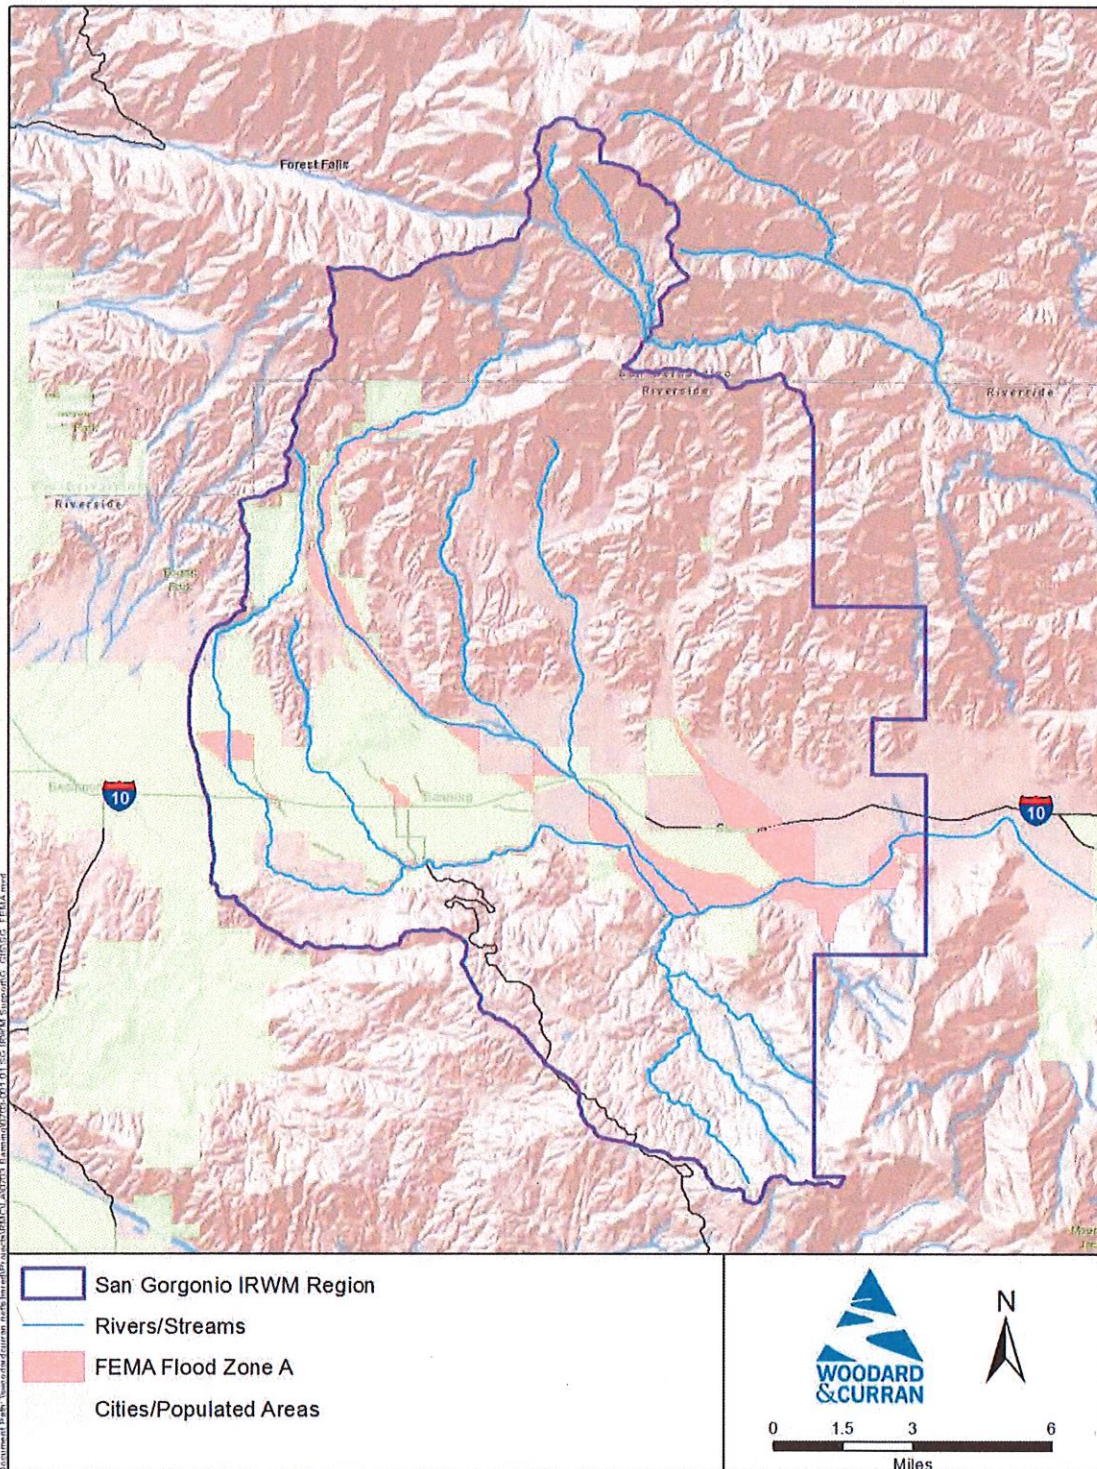 Forest Falls
Riverside
Riverside
Riverside
10
Banning
10
San Gorgonio IRWM Region
Rivers/Streams
FEMA Flood Zone A
Cities/Populated Areas
WOODARD
&CURRAN
N
0 1.5 3 6
Miles